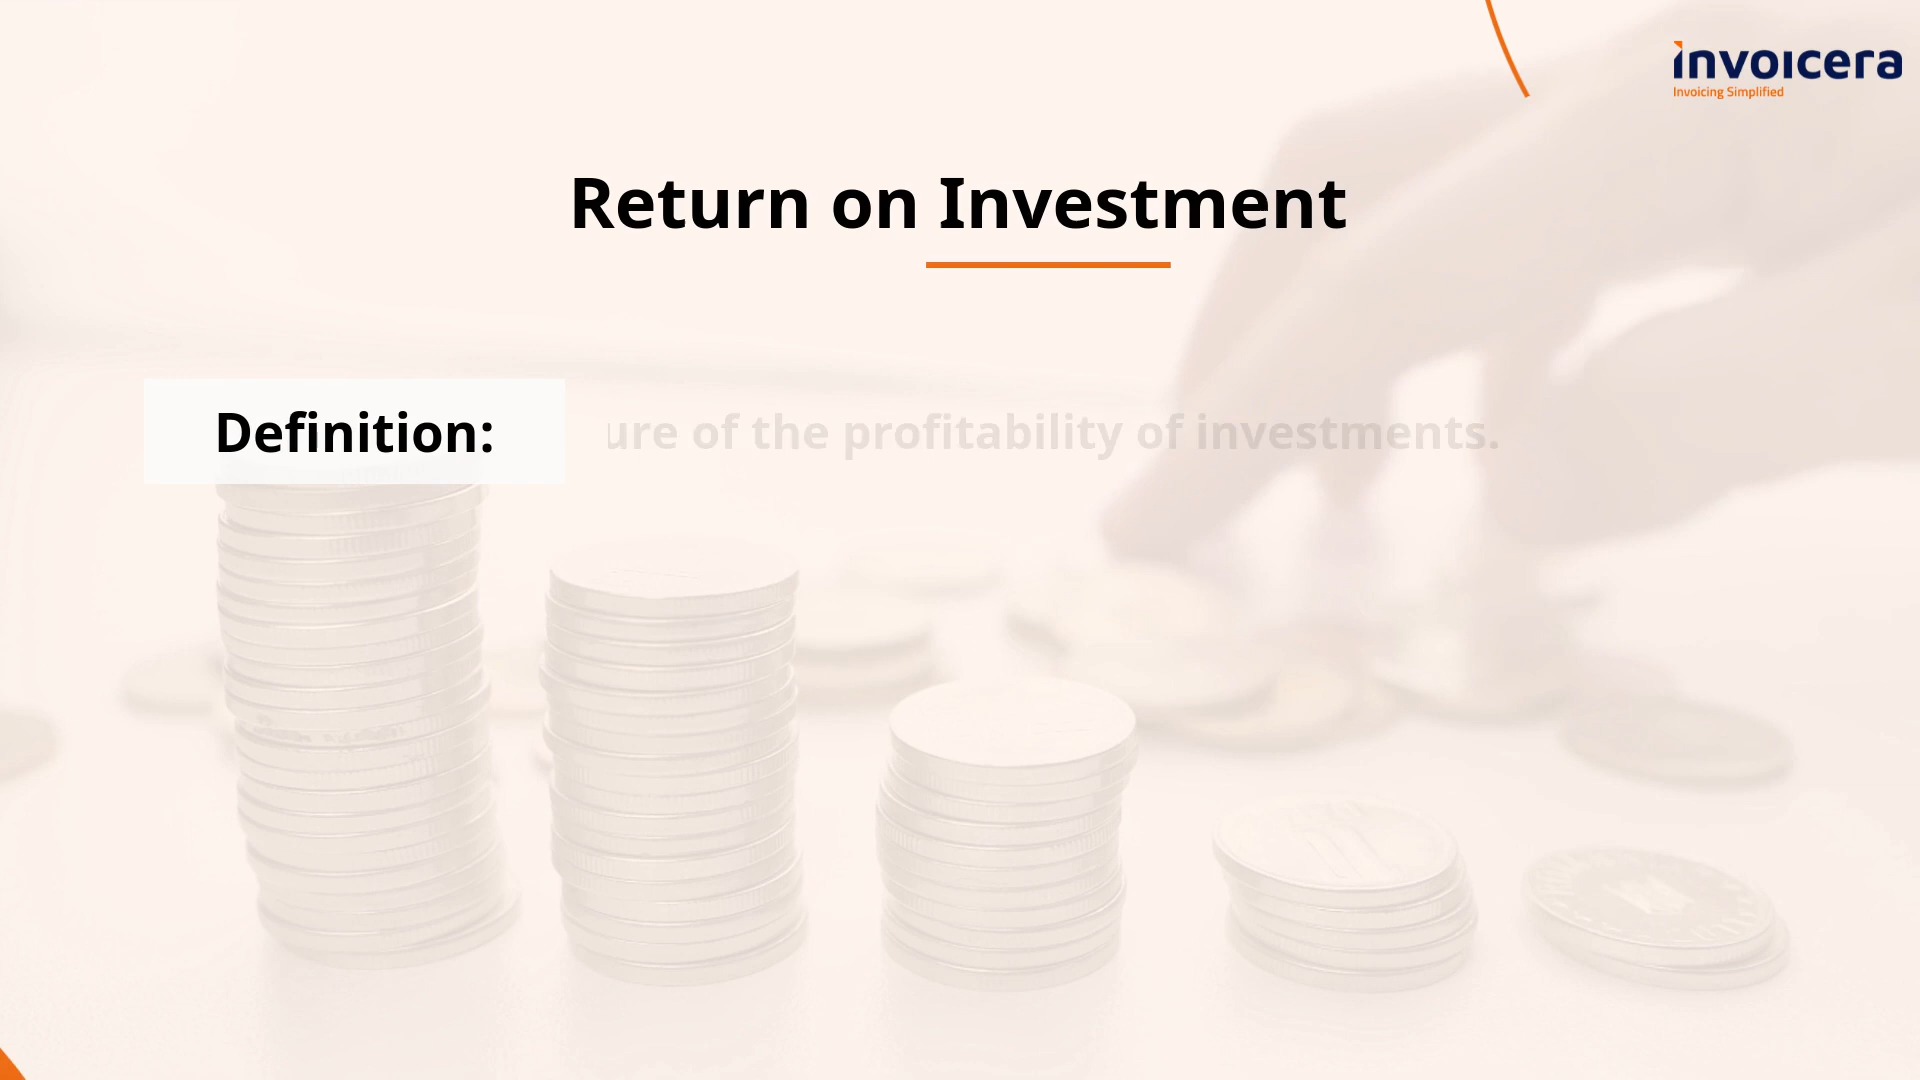 invoicera
Invoicing Simplified
Return on Investment
Definition:
ure of the profitability of investments.